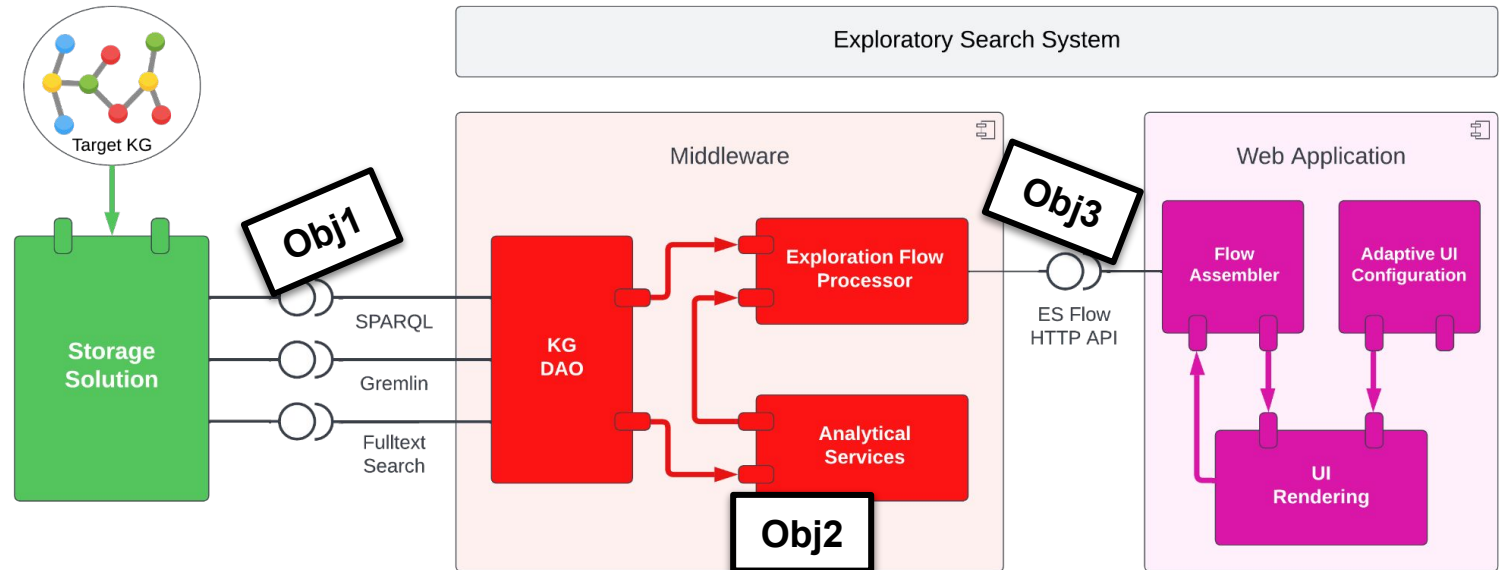 Exploratory Search System
Target KG
Obj1
Storage
Solution
SPARQL
Gremlin
Fulltext
Search
Middleware
KG
DAO
Exploration Flow
Processor
Analytical
Services
Obj2
Obj3
ES Flow
HTTP API
Web Application
Flow
Assembler
Adaptive UI
Configuration
UI
Rendering